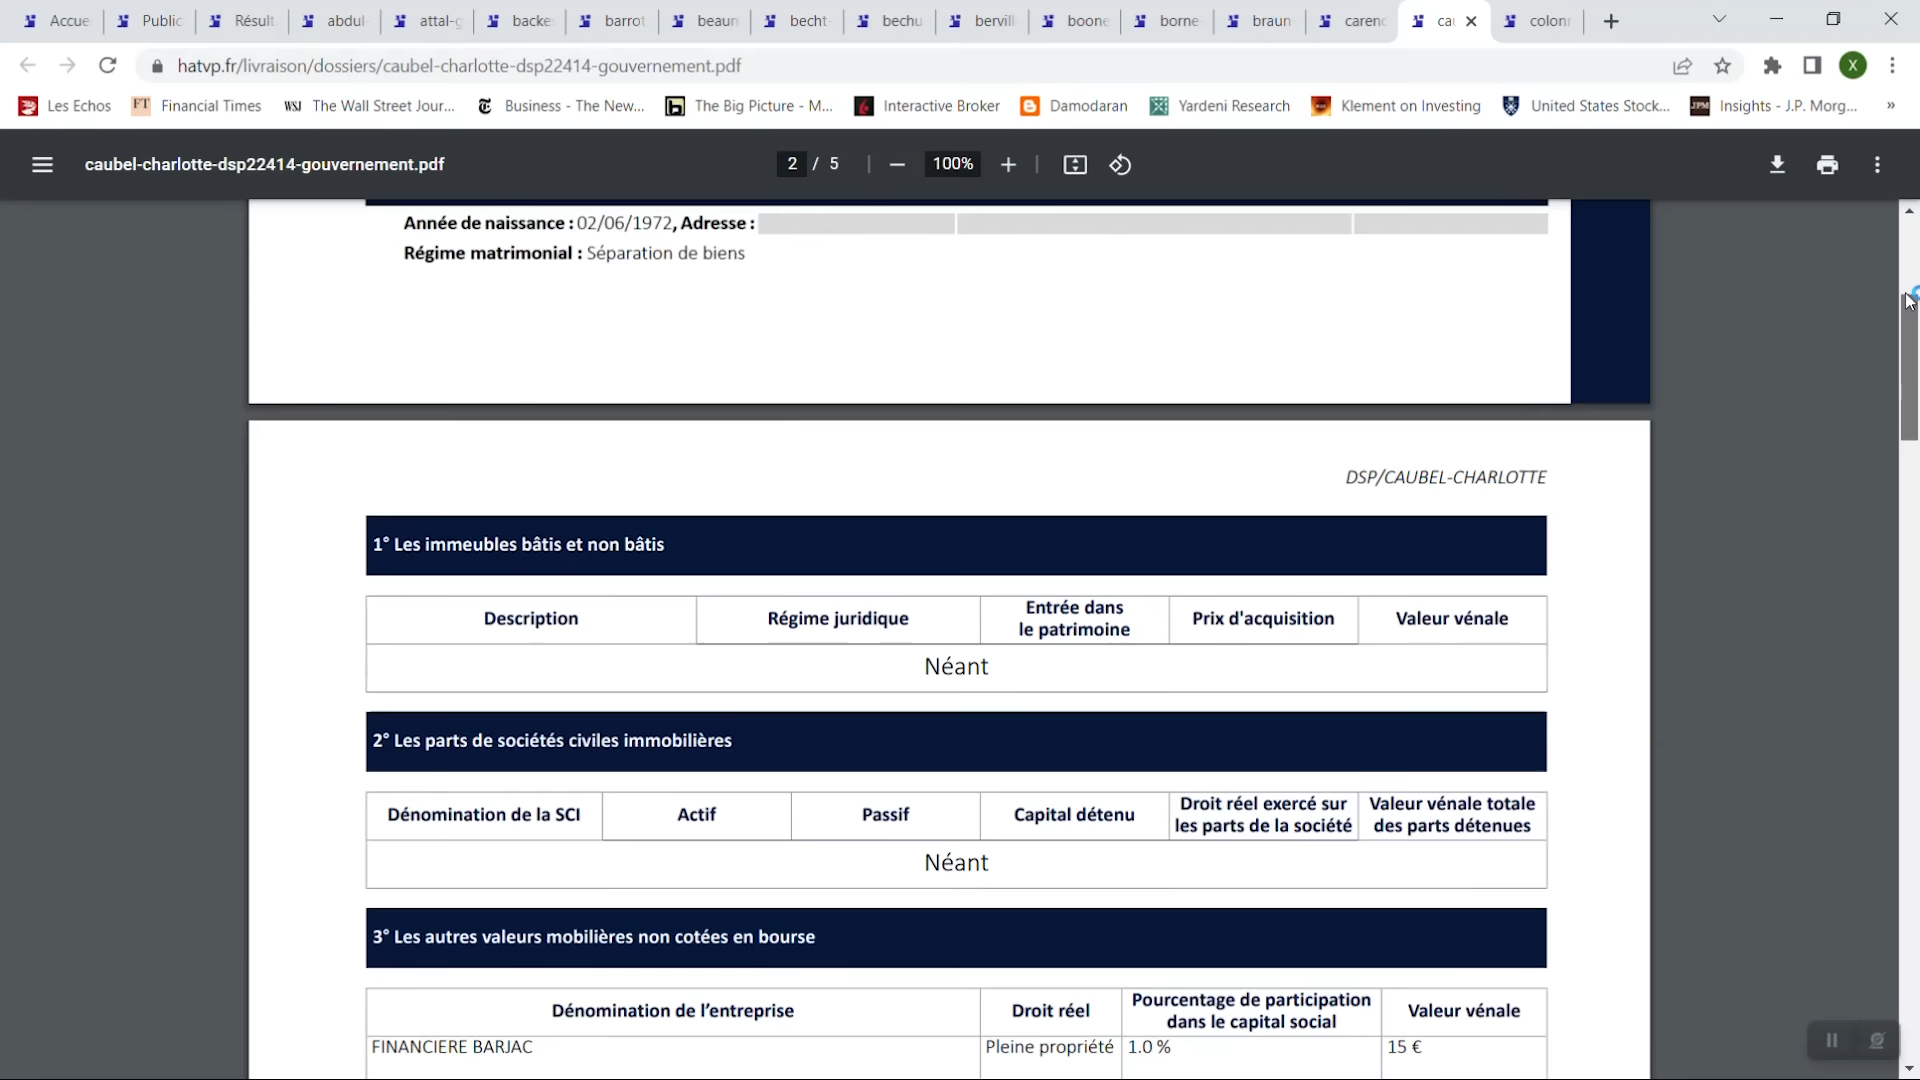 Accue
Public
Résult
abdul-
attal-g
backe
barrot
beaun
becht-
bechu
bervill
boone
borne-
braun
carenc
cau
colonn
hatvp.fr/livraison/dossiers/caubel-charlotte-dsp22414-gouvernement.pdf
X
Les Echos
FT Financial Times
WSJ The Wall Street Jour...
Business - The New...
The Big Picture - M...
Interactive Broker
Damodaran
Yardeni Research
Klement on Investing
United States Stock...
JPM Insights - J.P. Morg...
»
caubel-charlotte-dsp22414-gouvernement.pdf
2 / 5
100%
Année de naissance : 02/06/1972, Adresse :
Régime matrimonial : Séparation de biens
DSP/CAUBEL-CHARLOTTE
1° Les immeubles bâtis et non bâtis
Description
Régime juridique
Entrée dans
le patrimoine
Prix d'acquisition
Valeur vénale
Néant
2° Les parts de sociétés civiles immobilières
Dénomination de la SCI
Actif
Passif
Capital détenu
Droit réel exercé sur
les parts de la société
Valeur vénale totale
des parts détenues
Néant
3° Les autres valeurs mobilières non cotées en bourse
Dénomination de l’entreprise
Droit réel
Pourcentage de participation
dans le capital social
Valeur vénale
FINANCIERE BARJAC
Pleine propriété
1.0 %
15 €